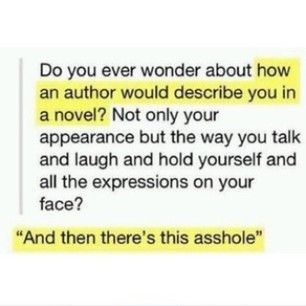 Do you ever wonder about how
an author would describe you in
a novel? Not only your
appearance but the way you talk
and laugh and hold yourself and
all the expressions on your
face?
“And then there’s this asshole”